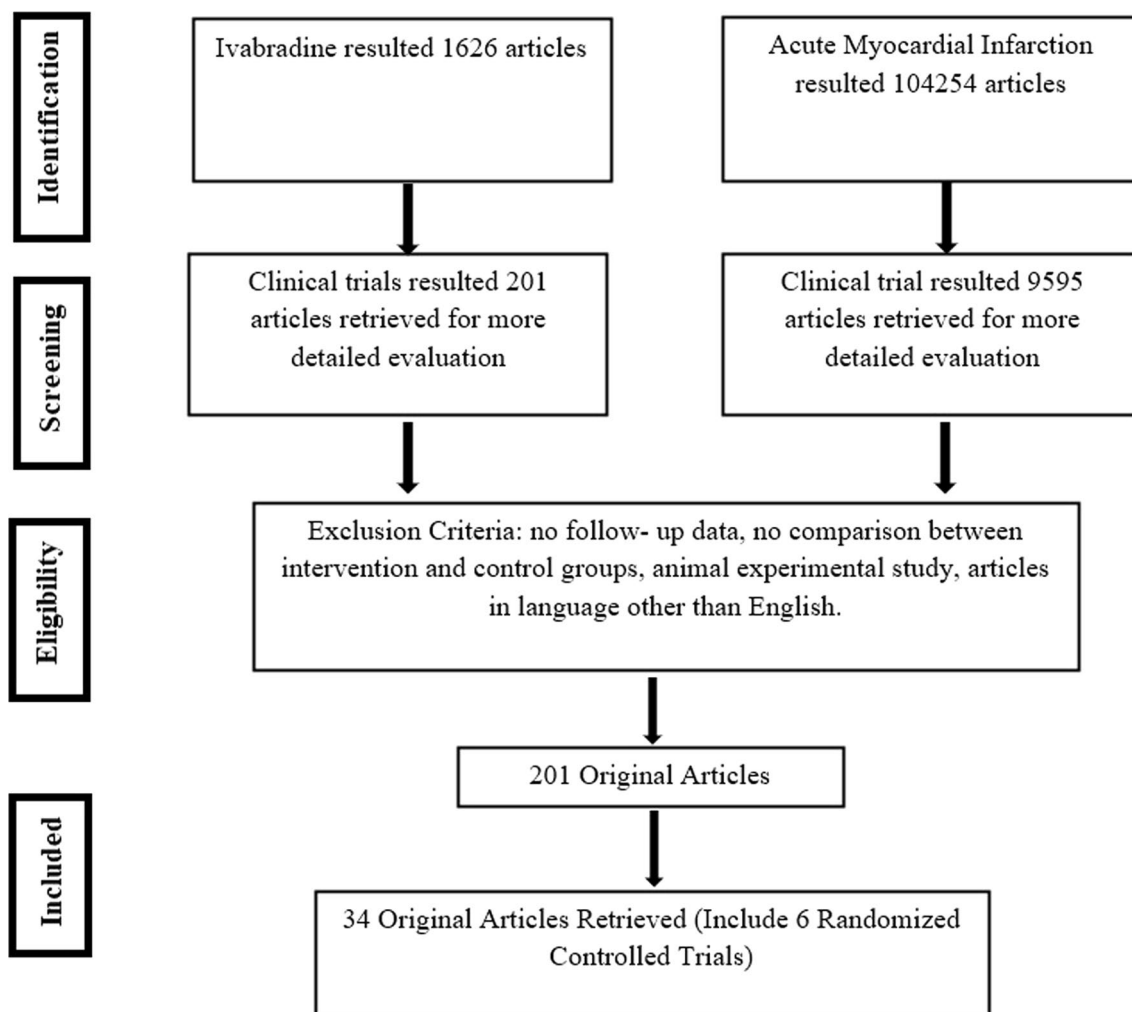 Identification
Ivabradine resulted 1626 articles
Acute Myocardial Infarction
resulted 104254 articles
Screening
Clinical trials resulted 201
articles retrieved for more
detailed evaluation
Clinical trial resulted 9595
articles retrieved for more
detailed evaluation
Eligibility
Exclusion Criteria: no follow- up data, no comparison between
intervention and control groups, animal experimental study, articles
in language other than English.
201 Original Articles
Included
34 Original Articles Retrieved (Include 6 Randomized
Controlled Trials)